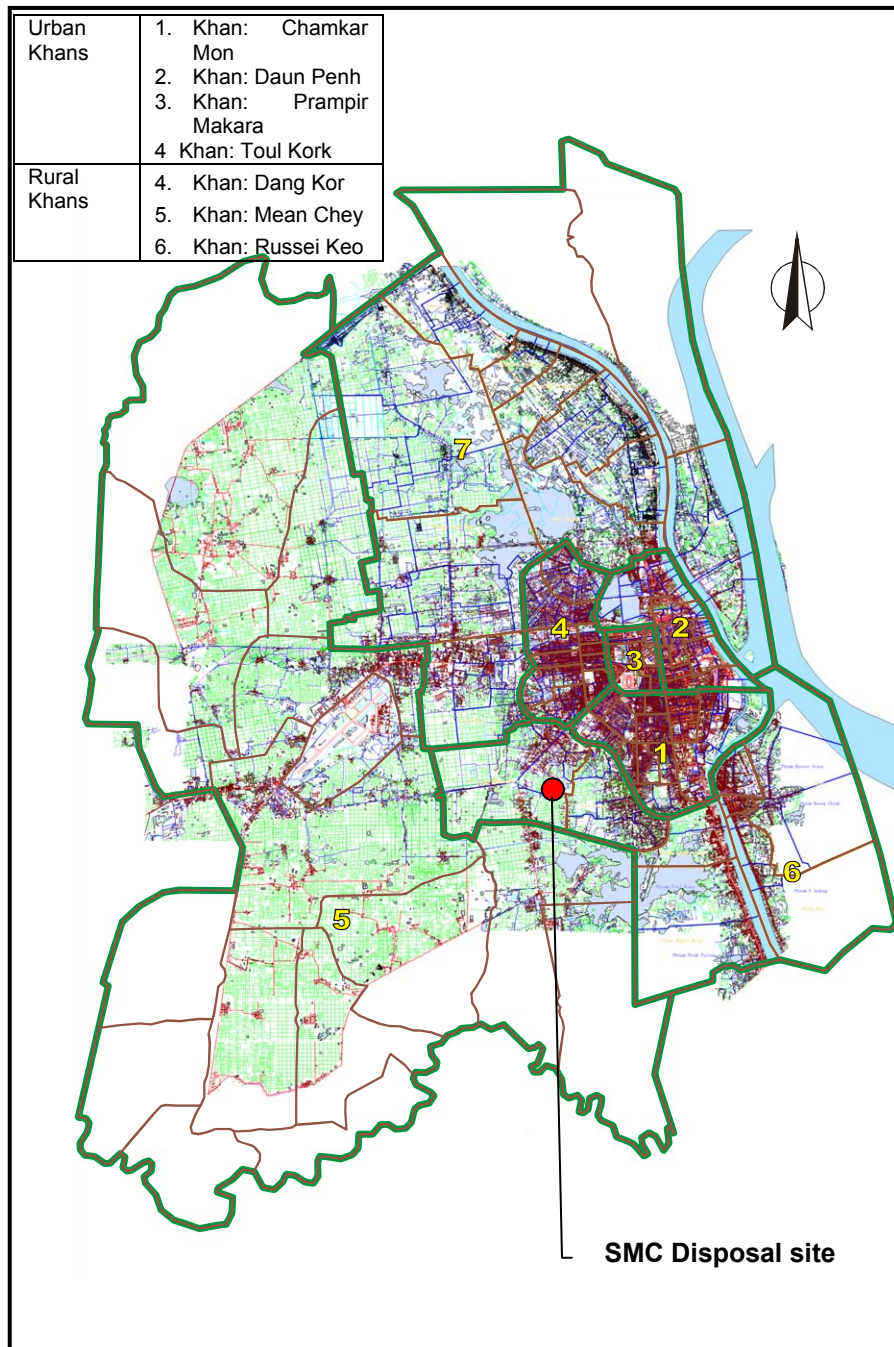 Urban Khans
1. Khan: Chamkar Mon
2. Khan: Daun Penh
3. Khan: Prampir Makara
4 Khan: Toul Kork
Rural Khans
4. Khan: Dang Kor
5. Khan: Mean Chey
6. Khan: Russei Keo
7
4
2
3
1
6
5
SMC Disposal site